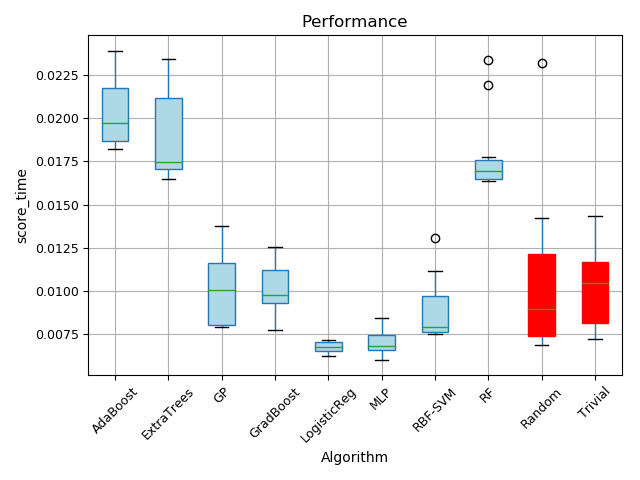 Performance
score_time
0.0225
0.0200
0.0175
0.0150
0.0125
0.0100
0.0075
AdaBoost
ExtraTrees
GP
GradBoost
LogisticReg
MLP
RBF-SVM
RF
Random
Trivial
Algorithm